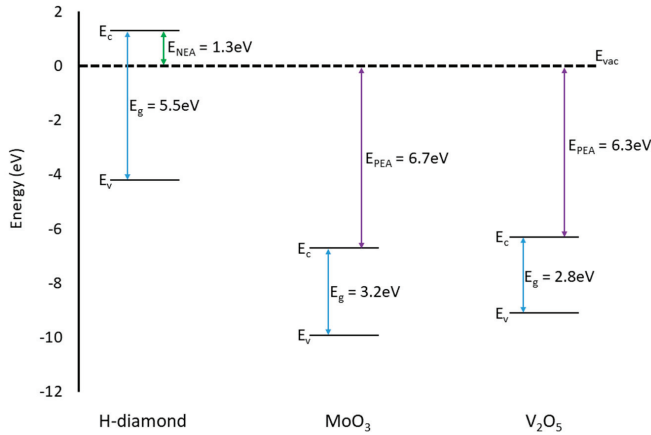 2
0
-2
-4
-6
-8
-10
-12
Energy (eV)
E_c
E_NEA = 1.3eV
E_vac
E_g = 5.5eV
E_v
E_PEA = 6.7eV
E_PEA = 6.3eV
E_c
E_g = 3.2eV
E_v
E_c
E_g = 2.8eV
E_v
H-diamond
MoO₃
V₂O₅